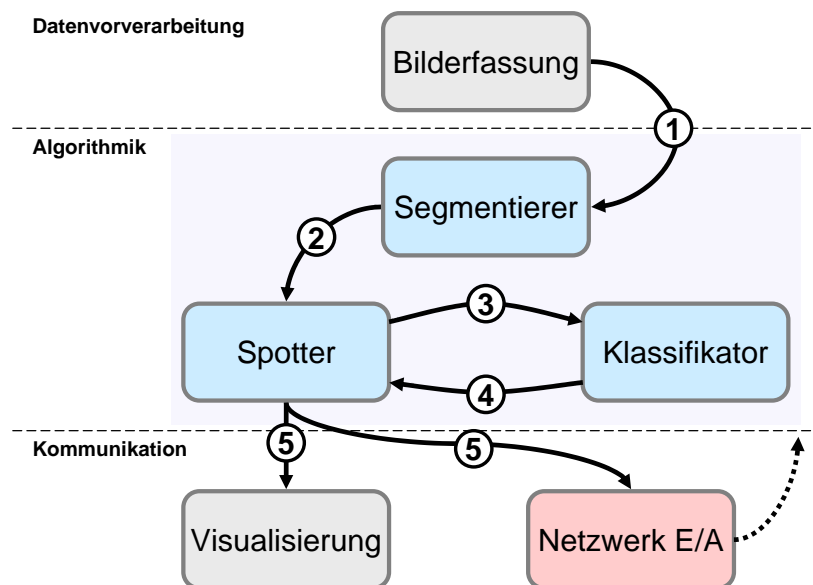 Datenvorverarbeitung
Bilderfassung
1
Algorithmik
Segmentierer
2
3
Spotter
Klassifikator
4
Kommunikation
5
5
Visualisierung
Netzwerk E/A